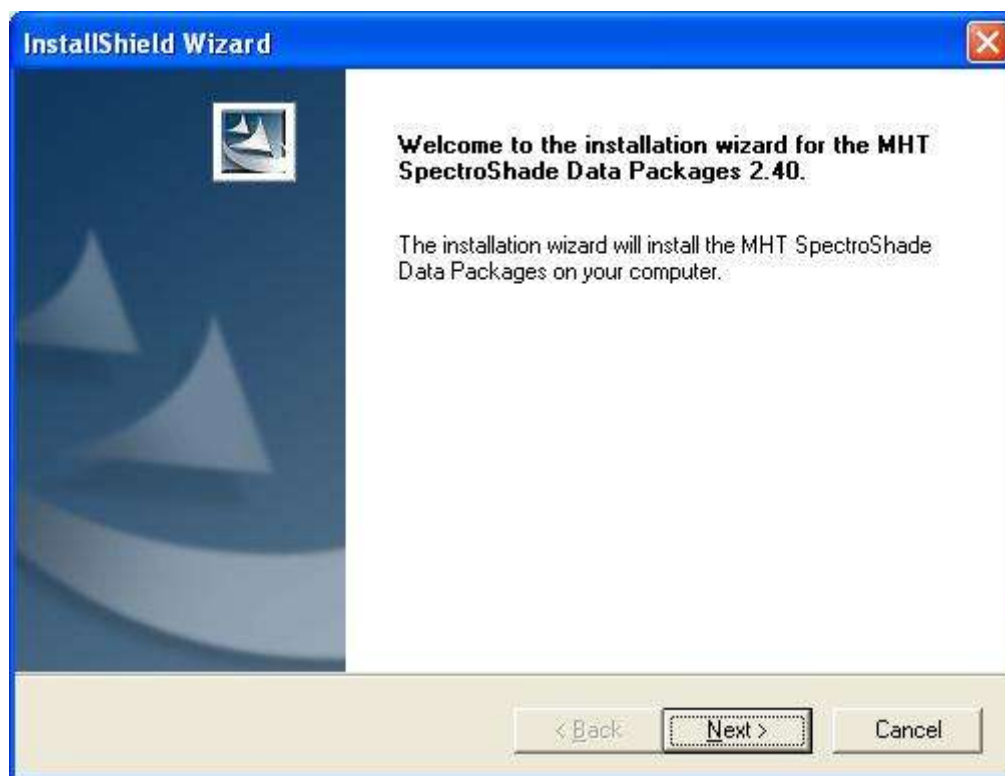 InstallShield Wizard
Welcome to the installation wizard for the MHT
SpectroShade Data Packages 2.40.
The installation wizard will install the MHT SpectroShade
Data Packages on your computer.
< Back
Next >
Cancel